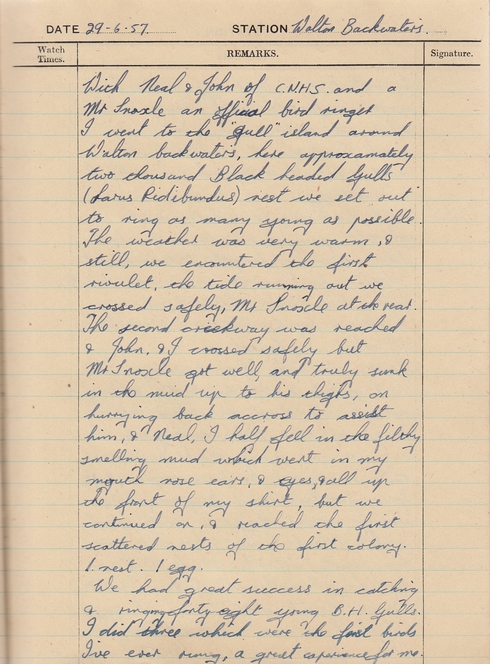 DATE 29-6-57. STATION Walton Backwaters.
Watch Times. REMARKS. Signature.
With Neal & John of C.N.H.S. and a
Mr Snoxle an official bird ringer
I went to the "gull" island around
Walton backwaters, here approxamately
two thousand Black headed Gulls
(Larus Ridibundus) nest we set out
to ring as many young as possible.
The weather was very warm, &
still, we encountered the first
rivulet, the tide running out we
crossed safely, Mr Snoxle at the rear.
The second creekway was reached
& John, & I crossed safely but
Mr Snoxle got well, and truly sunk
in the mud up to his thighs, on
hurrying back accross to assist
him, & Neal, I half fell in the filthy
smelling mud which went in my
mouth nose ears, & eyes, & all up
the front of my shirt, but we
continued on, & reached the first
scattered nests of the first colony.
1. nest. 1 egg.
We had great success in catching
& ringing forty eight young B.H. Gulls.
I did three which were the first birds
I've ever rung, a great experience for me.